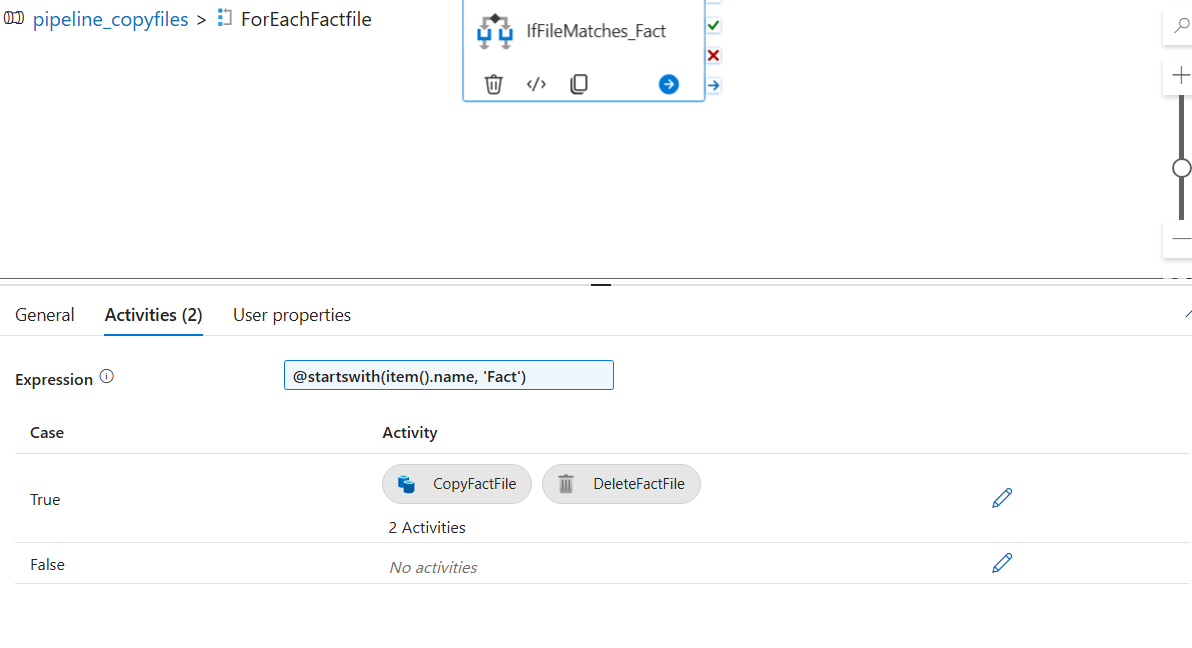 pipeline_copyfiles > ForEachFactfile
IfFileMatches_Fact
General Activities (2) User properties
Expression @startswith(item().name, 'Fact')
Case Activity
True CopyFactFile DeleteFactFile
2 Activities
False No activities